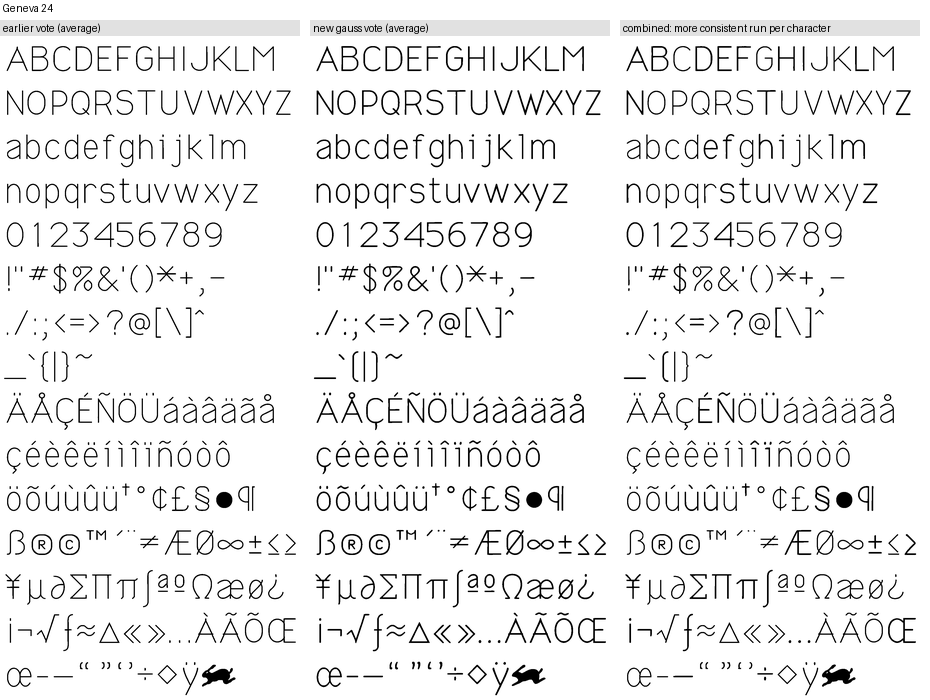 Geneva 24
earlier vote (average)
ABCDEFGHIJKLM
NOPQRSTUVWXYZ
abcdefghijklm
nopqrstuvwxyz
0123456789
!"#$%&'()*+,-
./:;<=>?@[\]^
_`{|}~
ÄÅÇÉÑÖÜáàâäãå
çéèêëíìîïñóòô
öõúùûü†°¢£§●¶
ß®©™´¨≠ÆØ∞±≤≥
¥µ∂∑∏π∫ªºΩæø¿
¡¬√ƒ≈∆«»…ÀÃÕŒ
œ–—“”‘’÷◊ÿ
new gauss vote (average)
ABCDEFGHIJKLM
NOPQRSTUVWXYZ
abcdefghijklm
nopqrstuvwxyz
0123456789
!"#$%&'()*+,-
./:;<=>?@[\]^
_`{|}~
ÄÅÇÉÑÖÜáàâäãå
çéèêëíìîïñóòô
öõúùûü†°¢£§●¶
ß®©™´¨≠ÆØ∞±≤≥
¥µ∂∑∏π∫ªºΩæø¿
¡¬√ƒ≈∆«»…ÀÃÕŒ
œ–—“”‘’÷◊ÿ
combined: more consistent run per character
ABCDEFGHIJKLM
NOPQRSTUVWXYZ
abcdefghijklm
nopqrstuvwxyz
0123456789
!"#$%&'()*+,-
./:;<=>?@[\]^
_`{|}~
ÄÅÇÉÑÖÜáàâäãå
çéèêëíìîïñóòô
öõúùûü†°¢£§●¶
ß®©™´¨≠ÆØ∞±≤≥
¥µ∂∑∏π∫ªºΩæø¿
¡¬√ƒ≈∆«»…ÀÃÕŒ
œ–—“”‘’÷◊ÿ